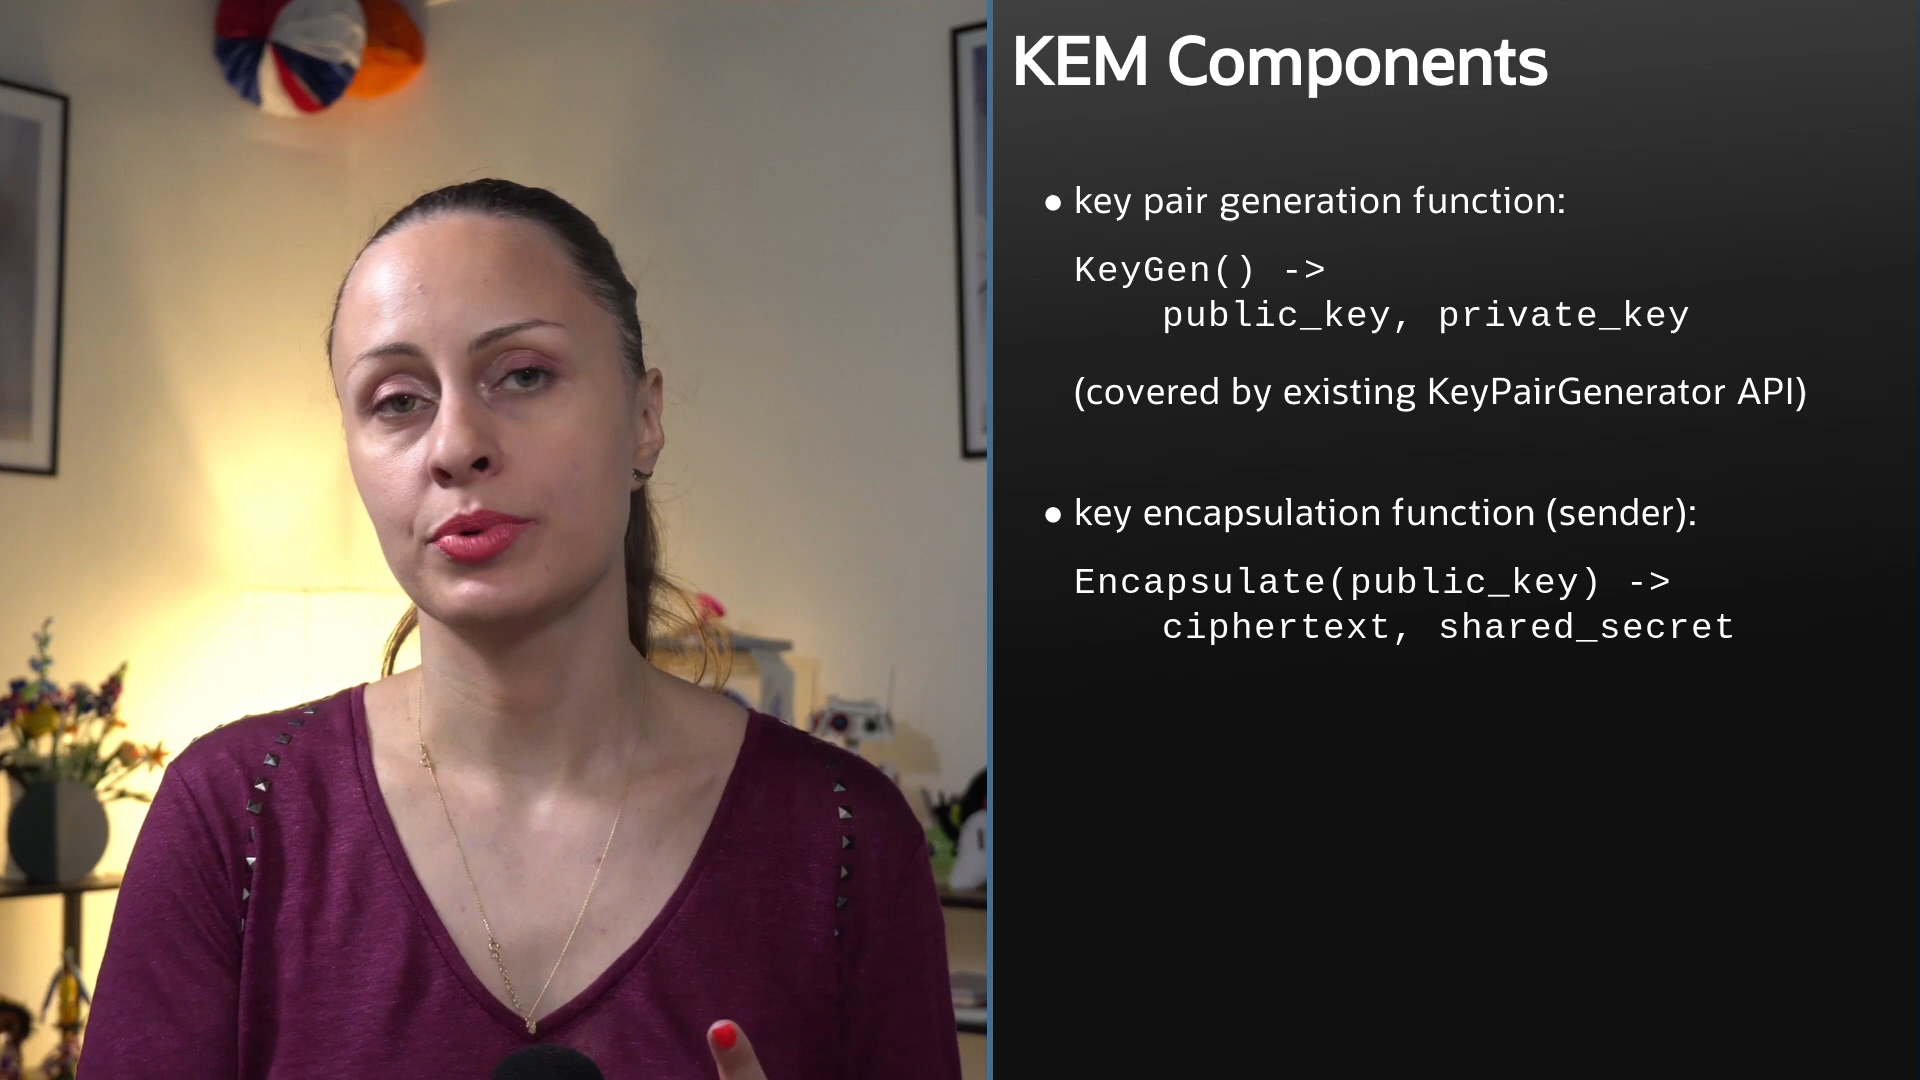 KEM Components
• key pair generation function:
KeyGen() ->
public_key, private_key
(covered by existing KeyPairGenerator API)
• key encapsulation function (sender):
Encapsulate(public_key) ->
ciphertext, shared_secret